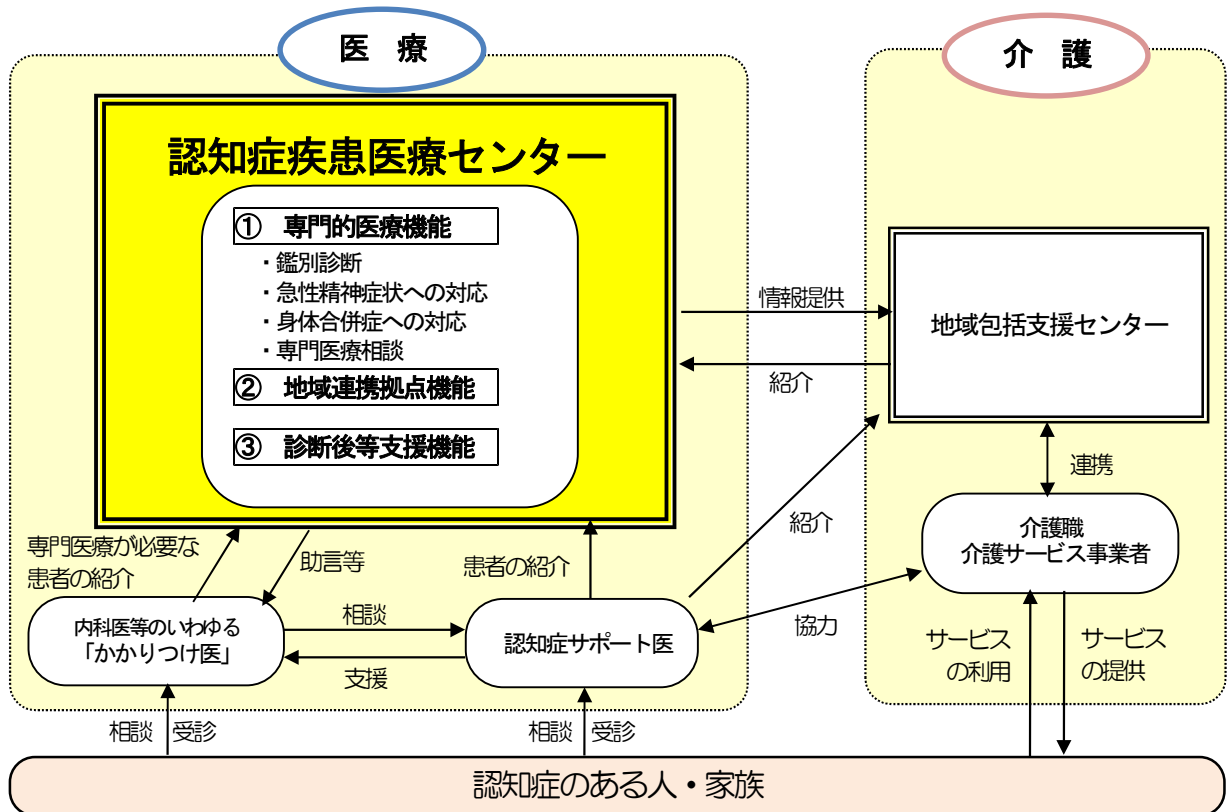 医　療
介　護
認知症疾患医療センター
①　専門的医療機能
・鑑別診断
・急性精神症状への対応
・身体合併症への対応
・専門医療相談
②　地域連携拠点機能
③　診断後等支援機能
情報提供
紹介
地域包括支援センター
連携
介護職
介護サービス事業者
専門医療が必要な
患者の紹介
助言等
患者の紹介
紹介
内科医等のいわゆる
「かかりつけ医」
相談
支援
認知症サポート医
協力
サービス
の利用
サービス
の提供
相談
受診
相談
受診
認知症のある人・家族